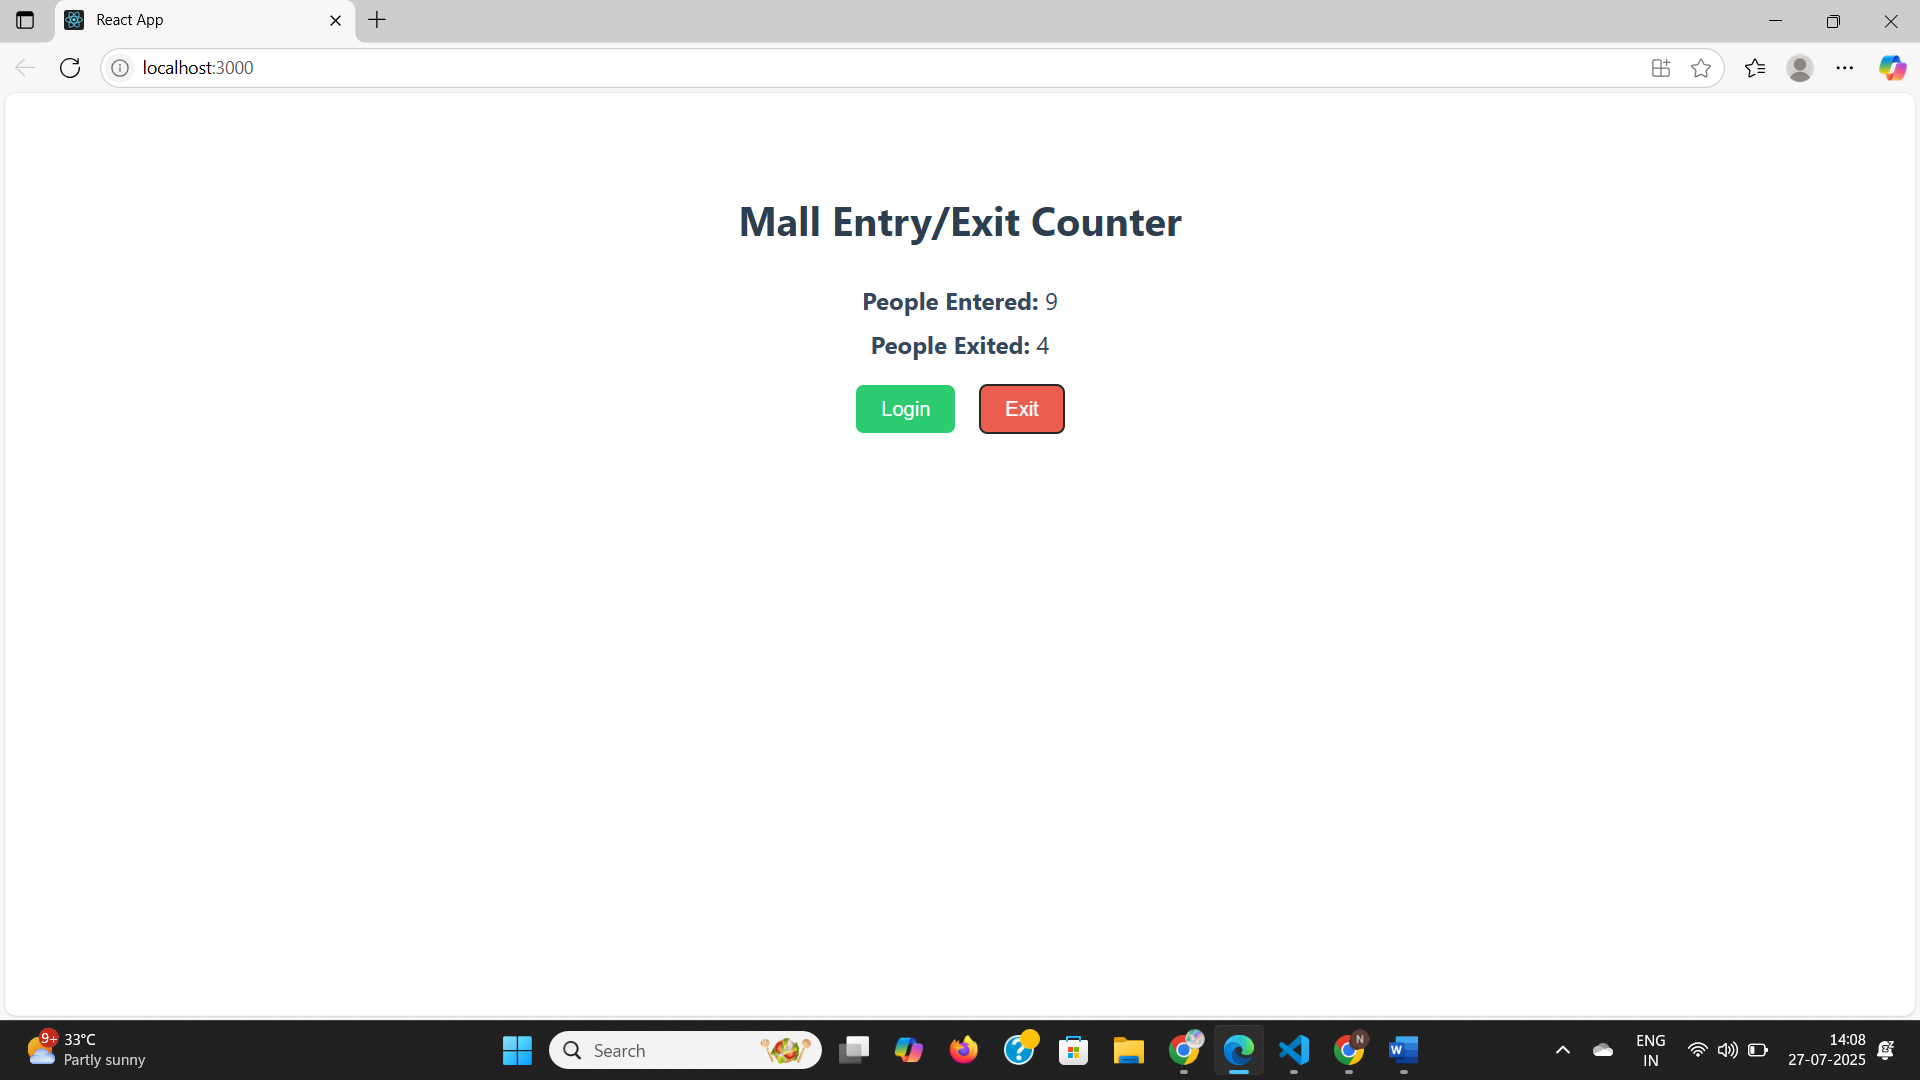 React App
localhost:3000
Mall Entry/Exit Counter
People Entered: 9
People Exited: 4
Login Exit
9+
33°C
Partly sunny
Search
N
W
ENG
IN
14:08
27-07-2025